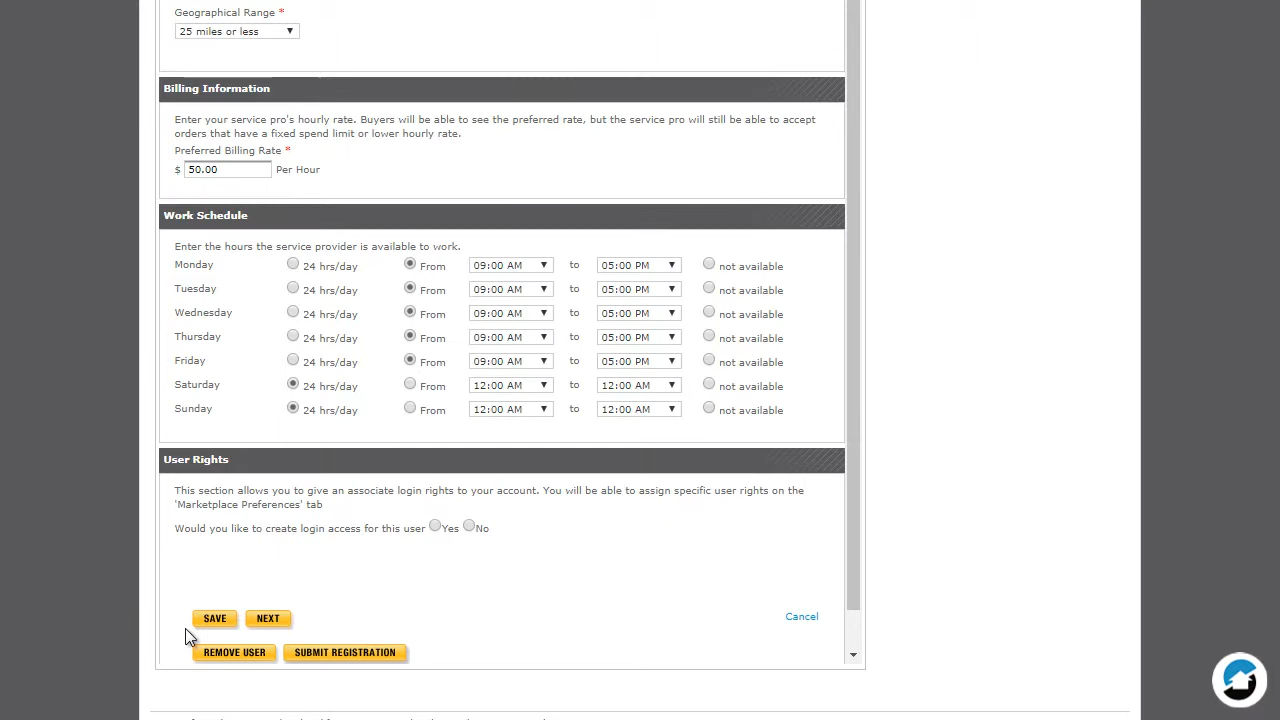 Geographical Range *
25 miles or less
Billing Information
Enter your service pro's hourly rate. Buyers will be able to see the preferred rate, but the service pro will still be able to accept
orders that have a fixed spend limit or lower hourly rate.
Preferred Billing Rate *
$ 50.00 Per Hour
Work Schedule
Enter the hours the service provider is available to work.
Monday 24 hrs/day From 09:00 AM to 05:00 PM not available
Tuesday 24 hrs/day From 09:00 AM to 05:00 PM not available
Wednesday 24 hrs/day From 09:00 AM to 05:00 PM not available
Thursday 24 hrs/day From 09:00 AM to 05:00 PM not available
Friday 24 hrs/day From 09:00 AM to 05:00 PM not available
Saturday 24 hrs/day From 12:00 AM to 12:00 AM not available
Sunday 24 hrs/day From 12:00 AM to 12:00 AM not available
User Rights
This section allows you to give an associate login rights to your account. You will be able to assign specific user rights on the
'Marketplace Preferences' tab
Would you like to create login access for this user Yes No
SAVE NEXT Cancel
REMOVE USER SUBMIT REGISTRATION